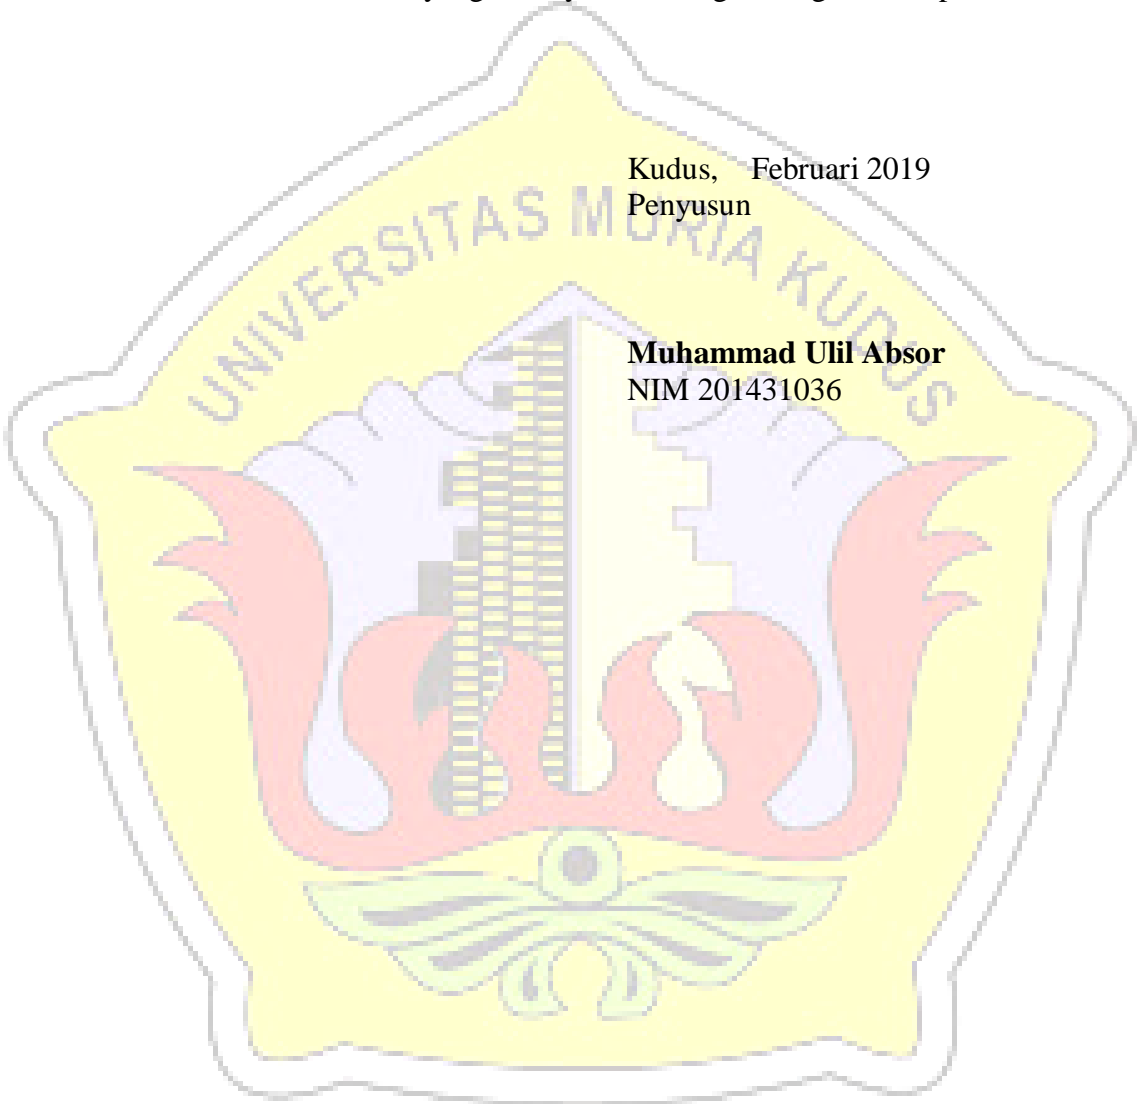 Kudus, Februari 2019
Penyusun
UNIVERSITAS MURIA KUDUS
Muhammad Ulil Absor
NIM 201431036